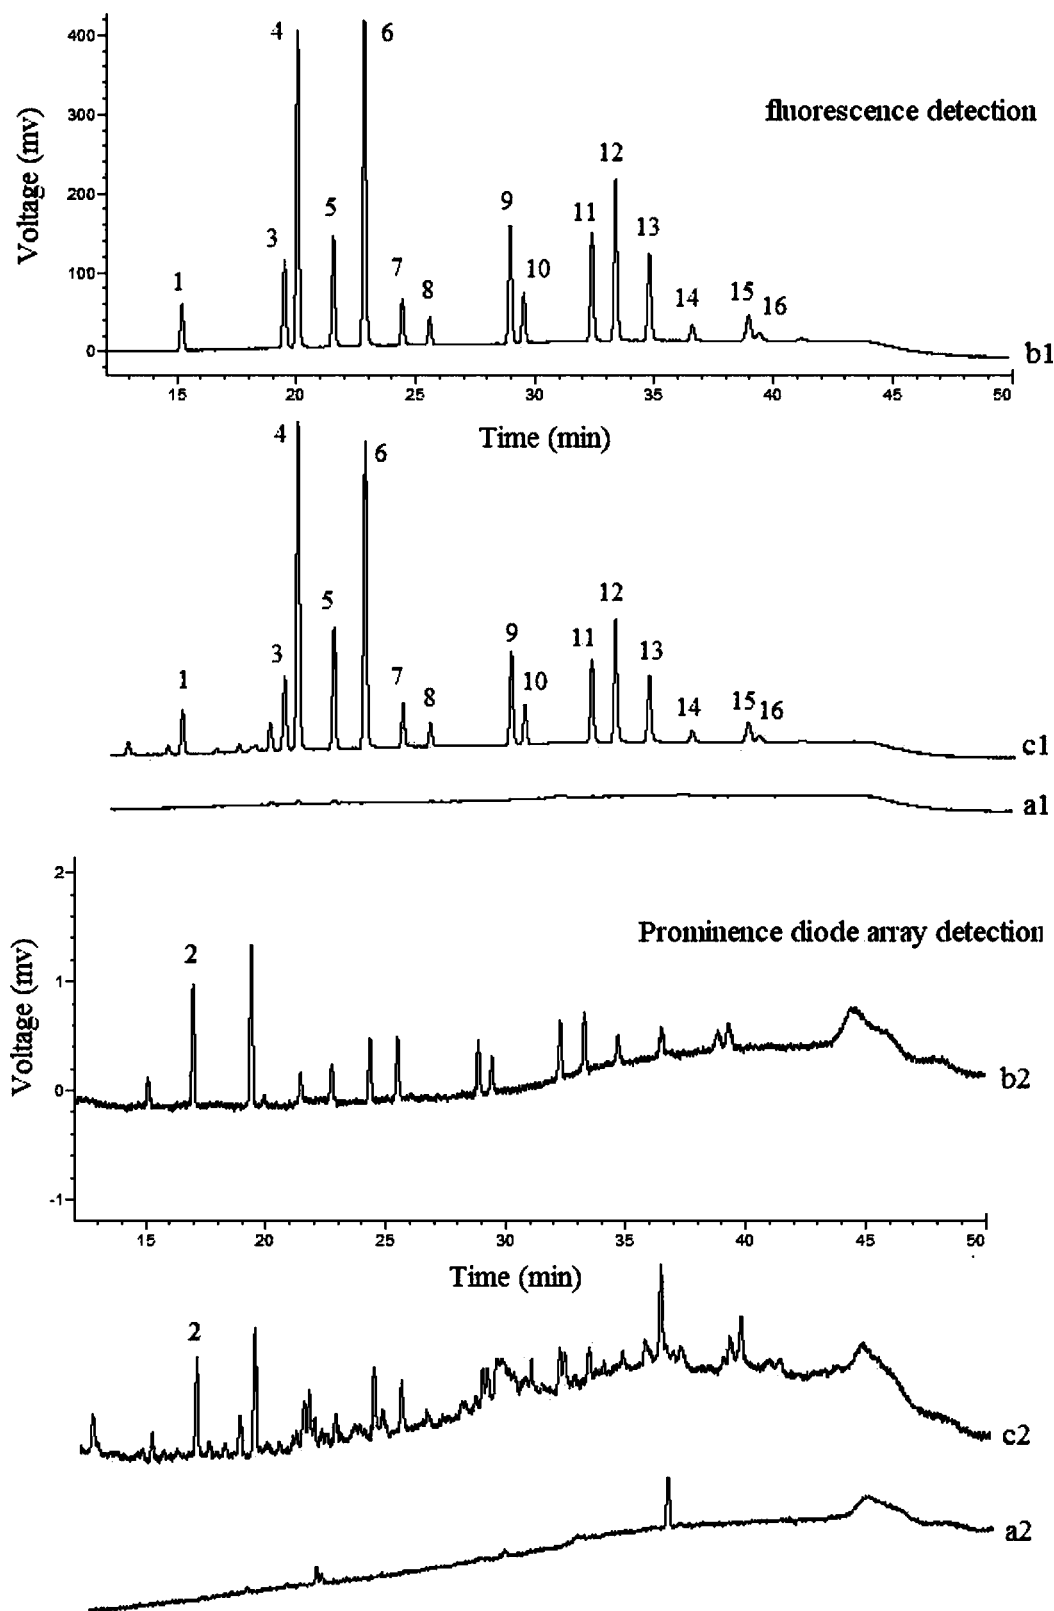 400
300
200
100
0
Voltage (mv)
fluorescence detection
1
3
4
5
6
7
8
9
10
11
12
13
14
15
16
b1
15 20 25 30 35 40 45 50
Time (min)
1
3
4
5
6
7
8
9
10
11
12
13
14
15
16
c1
a1
2
1
0
-1
Voltage (mv)
Prominence diode array detection
2
b2
15 20 25 30 35 40 45 50
Time (min)
2
c2
a2